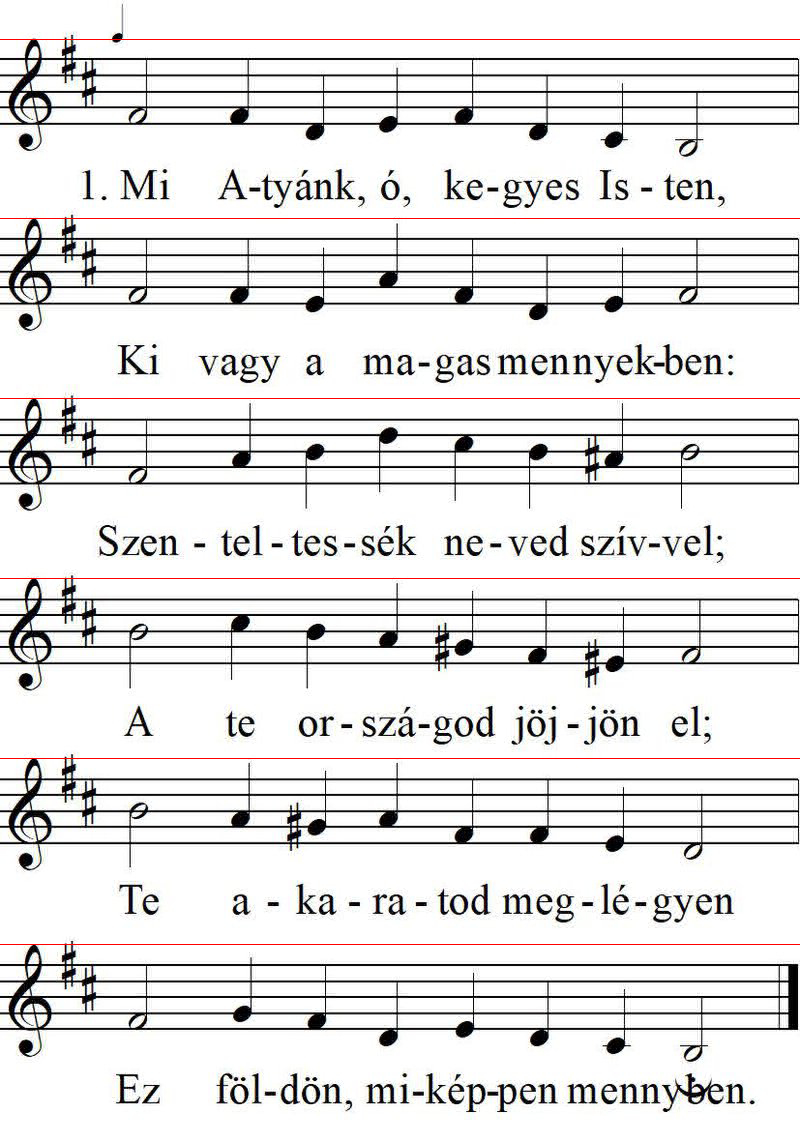 1. Mi A-tyánk, ó, ke-gyes Is - ten,
Ki vagy a ma-gas mennyek-ben:
Szen - tel - tes - sék ne - ved szív-vel;
A te or - szá-god jöj - jön el;
Te a - ka - ra - tod meg - lé - gyen
Ez föl-dön, mi-kép-pen menny ben.